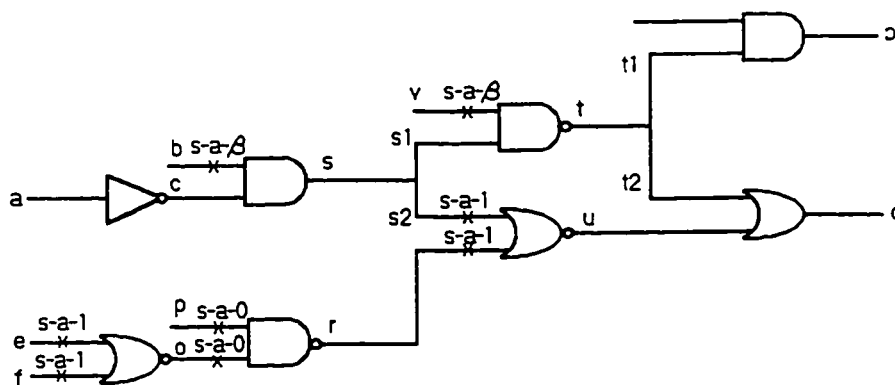 t1
v s-a-β t
b s-a-β s s1
a c t2
s-a-1
s2 u
s-a-1
p s-a-0 r
e s-a-1 o s-a-0
f s-a-1